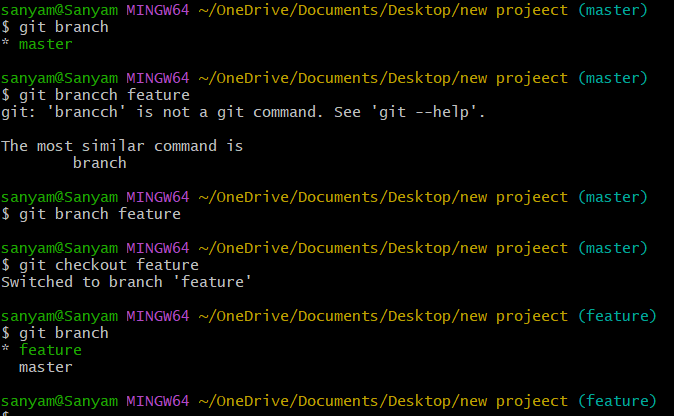 sanyam@Sanyam MINGW64 ~/OneDrive/Documents/Desktop/new projeect (master)
$ git branch
* master
sanyam@Sanyam MINGW64 ~/OneDrive/Documents/Desktop/new projeect (master)
$ git brancch feature
git: 'brancch' is not a git command. See 'git --help'.
The most similar command is
branch
sanyam@Sanyam MINGW64 ~/OneDrive/Documents/Desktop/new projeect (master)
$ git branch feature
sanyam@Sanyam MINGW64 ~/OneDrive/Documents/Desktop/new projeect (master)
$ git checkout feature
Switched to branch 'feature'
sanyam@Sanyam MINGW64 ~/OneDrive/Documents/Desktop/new projeect (feature)
$ git branch
* feature
master
sanyam@Sanyam MINGW64 ~/OneDrive/Documents/Desktop/new projeect (feature)
$